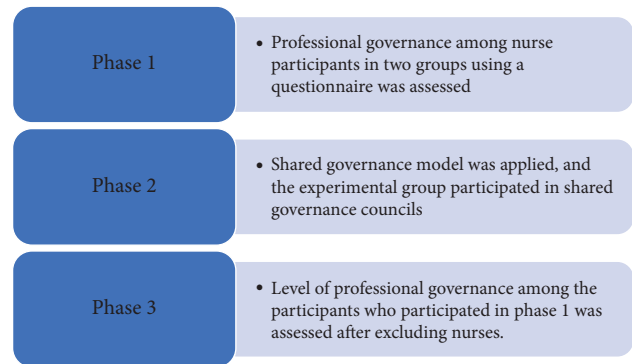 Phase 1
• Professional governance among nurse
participants in two groups using a
questionnaire was assessed
Phase 2
• Shared governance model was applied, and
the experimental group participated in shared
governance councils
Phase 3
• Level of professional governance among the
participants who participated in phase 1 was
assessed after excluding nurses.